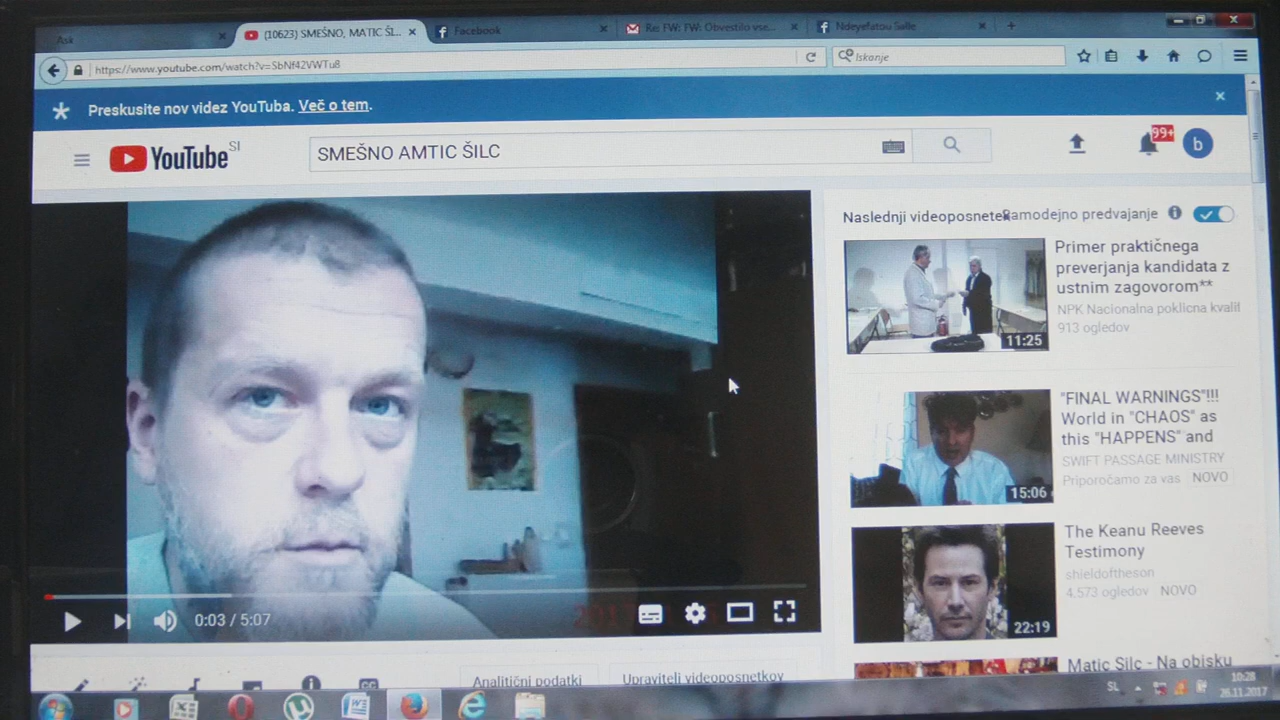 Ask
(10623) SMEŠNO, MATIC ŠI...
Facebook
Re: FW: FW: Obvestilo vse...
Ndeyefatou Salle
https://www.youtube.com/watch?v=SbNf42VWTu8
Iskanje
Preskusite nov videz YouTuba. Več o tem.
YouTube SI
SMEŠNO AMTIC ŠILC
99+
b
Naslednji videoposnetek
Samodejno predvajanje
Primer praktičnega
preverjanja kandidata z
ustnim zagovorom**
NPK Nacionalna poklicna kvalif
913 ogledov
11:25
"FINAL WARNINGS"!!!
World in "CHAOS" as
this "HAPPENS" and
SWIFT PASSAGE MINISTRY
Priporočamo za vas NOVO
15:06
The Keanu Reeves
Testimony
shieldoftheson
4.573 ogledov NOVO
22:19
Matic Šilc - Na obisku
0:03 / 5:07
Analitični podatki
Upravitelj videoposnetkov
SL
10:28
26.11.2017